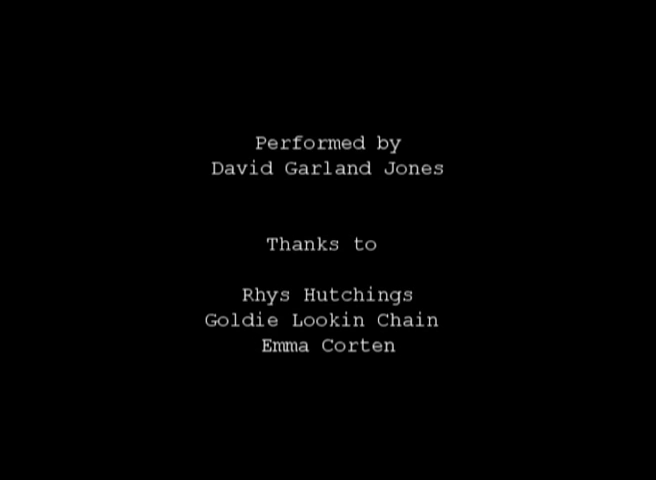 Performed by
David Garland Jones
Thanks to
Rhys Hutchings
Goldie Lookin Chain
Emma Corten